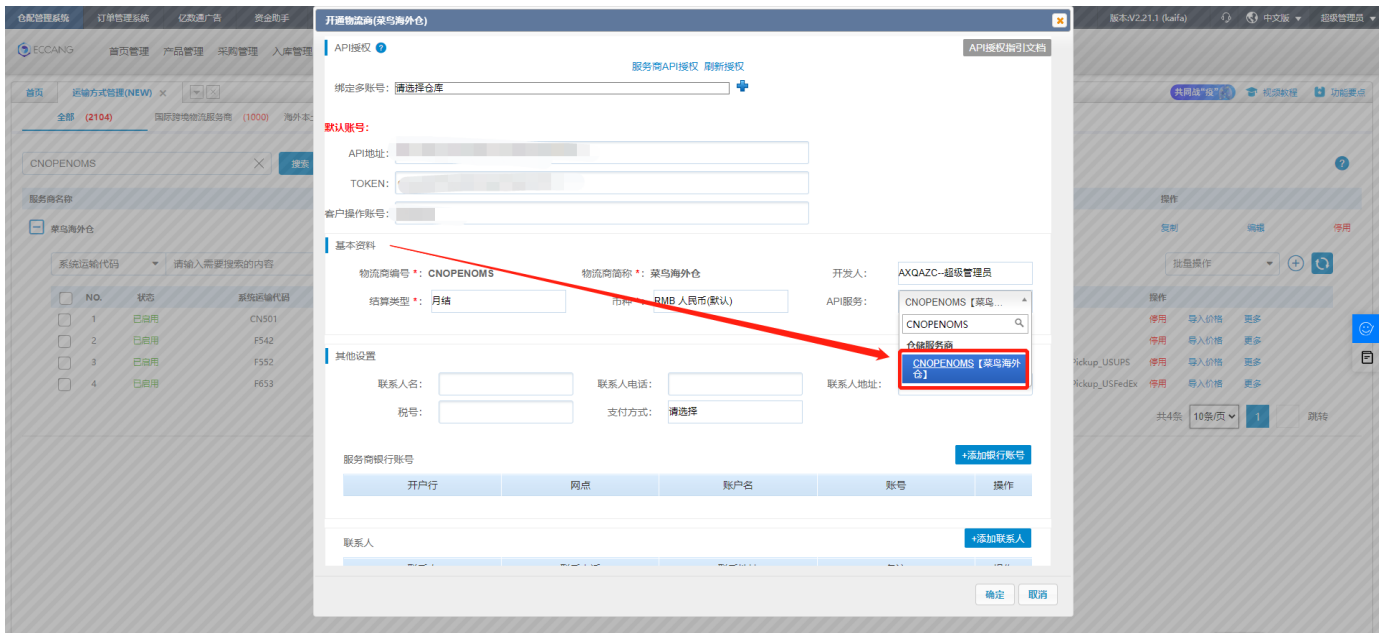 仓配管理系统 订单管理系统 亿数通广告 资金助手 版本:V2.21.1 (kaifa) 中文版 超级管理员
开通物流商(菜鸟海外仓)
ECCANG 首页管理 产品管理 采购管理 入库管理
API授权 API授权指引文档
服务商API授权 刷新授权
绑定多账号: 请选择仓库
首页 运输方式管理(NEW) 共同战"疫" 视频教程 功能要点
全部 (2104) 国际跨境物流服务商 (1000) 海外本
默认账号:
API地址:
CNOPENOMS 搜索
TOKEN:
服务商名称 操作
客户操作账号:
菜鸟海外仓 复制 编辑 停用
基本资料
系统运输代码 请输入需要搜索的内容 批量操作
物流商编号 *: CNOPENOMS 物流商简称 *: 菜鸟海外仓 开发人: AXQAZC--超级管理员
NO. 状态 系统运输代码 操作
结算类型 *: 月结 币种 *: RMB 人民币(默认) API服务: CNOPENOMS【菜鸟...
1 已启用 CN501 停用 导入价格 更多
CNOPENOMS
2 已启用 F542 停用 导入价格 更多
仓储服务商
其他设置
3 已启用 F552 Pickup_USUPS 停用 导入价格 更多
CNOPENOMS【菜鸟海外
仓】
4 已启用 F653 Pickup_USFedEx 停用 导入价格 更多
联系人名: 联系人电话: 联系人地址:
税号: 支付方式: 请选择
共4条 10条/页 1 跳转
服务商银行账号 +添加银行账号
开户行 网点 账户名 账号 操作
联系人 +添加联系人
确定 取消